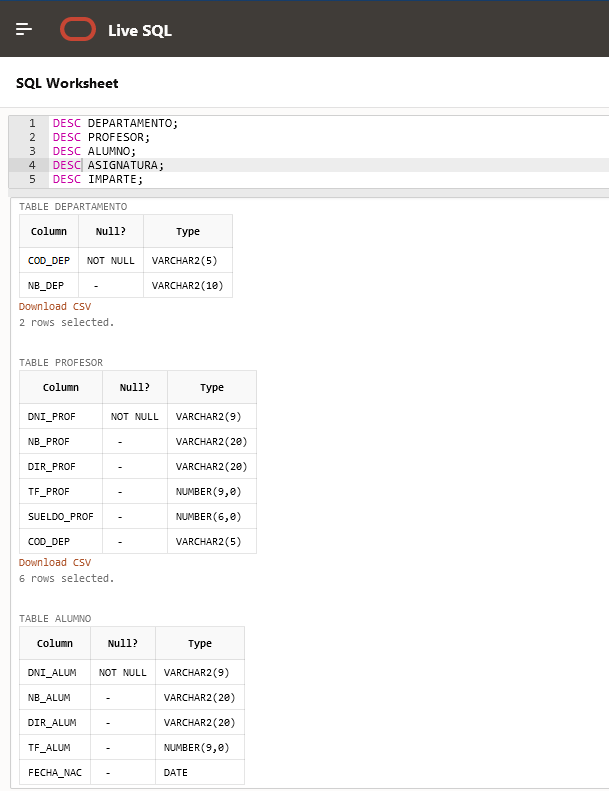 Live SQL
SQL Worksheet
1 DESC DEPARTAMENTO;
2 DESC PROFESOR;
3 DESC ALUMNO;
4 DESC ASIGNATURA;
5 DESC IMPARTE;
TABLE DEPARTAMENTO
Column Null? Type
COD_DEP NOT NULL VARCHAR2(5)
NB_DEP - VARCHAR2(10)
Download CSV
2 rows selected.
TABLE PROFESOR
Column Null? Type
DNI_PROF NOT NULL VARCHAR2(9)
NB_PROF - VARCHAR2(20)
DIR_PROF - VARCHAR2(20)
TF_PROF - NUMBER(9,0)
SUELDO_PROF - NUMBER(6,0)
COD_DEP - VARCHAR2(5)
Download CSV
6 rows selected.
TABLE ALUMNO
Column Null? Type
DNI_ALUM NOT NULL VARCHAR2(9)
NB_ALUM - VARCHAR2(20)
DIR_ALUM - VARCHAR2(20)
TF_ALUM - NUMBER(9,0)
FECHA_NAC - DATE